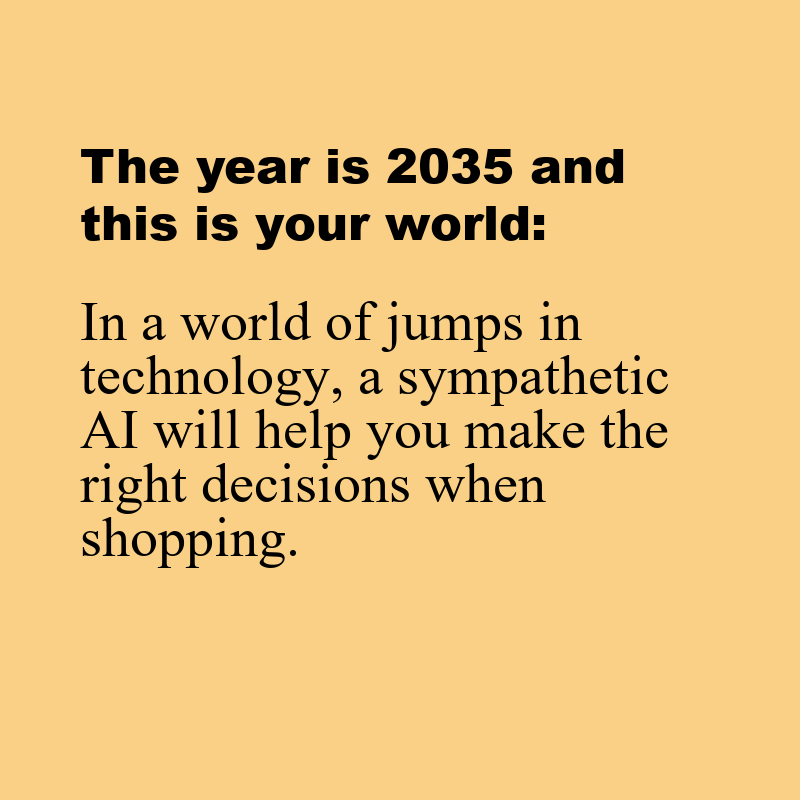 The year is 2035 and
this is your world:
In a world of jumps in
technology, a sympathetic
AI will help you make the
right decisions when
shopping.